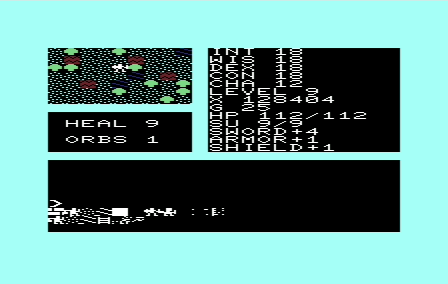 HEAL 9
ORBS 1
INT 18
WIS 18
DEX 18
CON 18
CHA 12
LEVEL 9
X 128404
G 25
HP 112/112
SU 9/9
SWORD+4
ARMOR+1
SHIELD+1
>